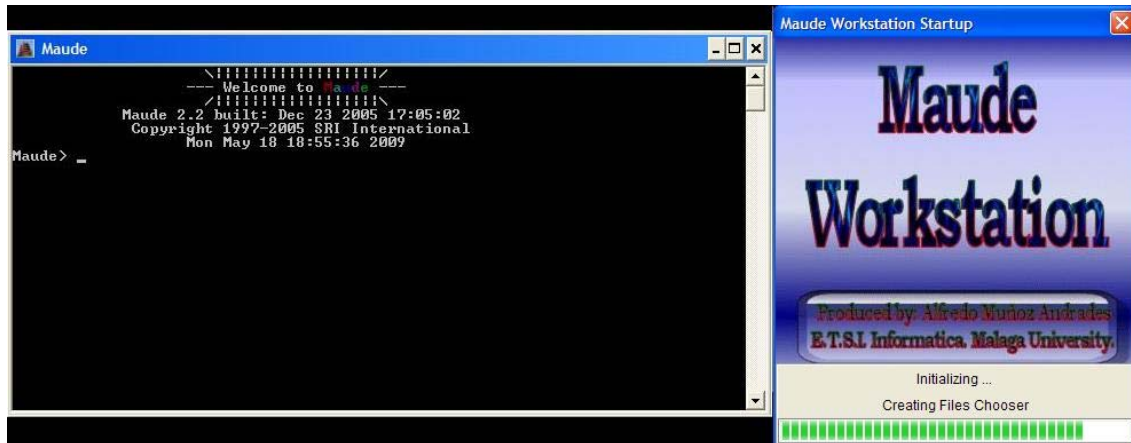 Maude
\||||||||||||||||||/
--- Welcome to Maude ---
/||||||||||||||||||\
Maude 2.2 built: Dec 23 2005 17:05:02
Copyright 1997-2005 SRI International
Mon May 18 18:55:36 2009
Maude> _
Maude Workstation Startup
Maude
Workstation
Produced by: Alfredo Muñoz Andrades
E.T.S.I. Informatica. Malaga University.
Initializing ...
Creating Files Chooser